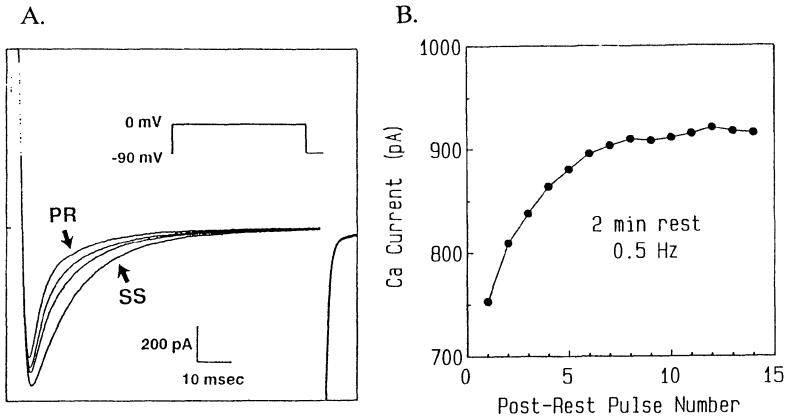 A.
0 mV
-90 mV
PR
SS
200 pA
10 msec
B.
Ca Current (pA)
1000
900
800
700
2 min rest
0.5 Hz
0
5
10
15
Post-Rest Pulse Number